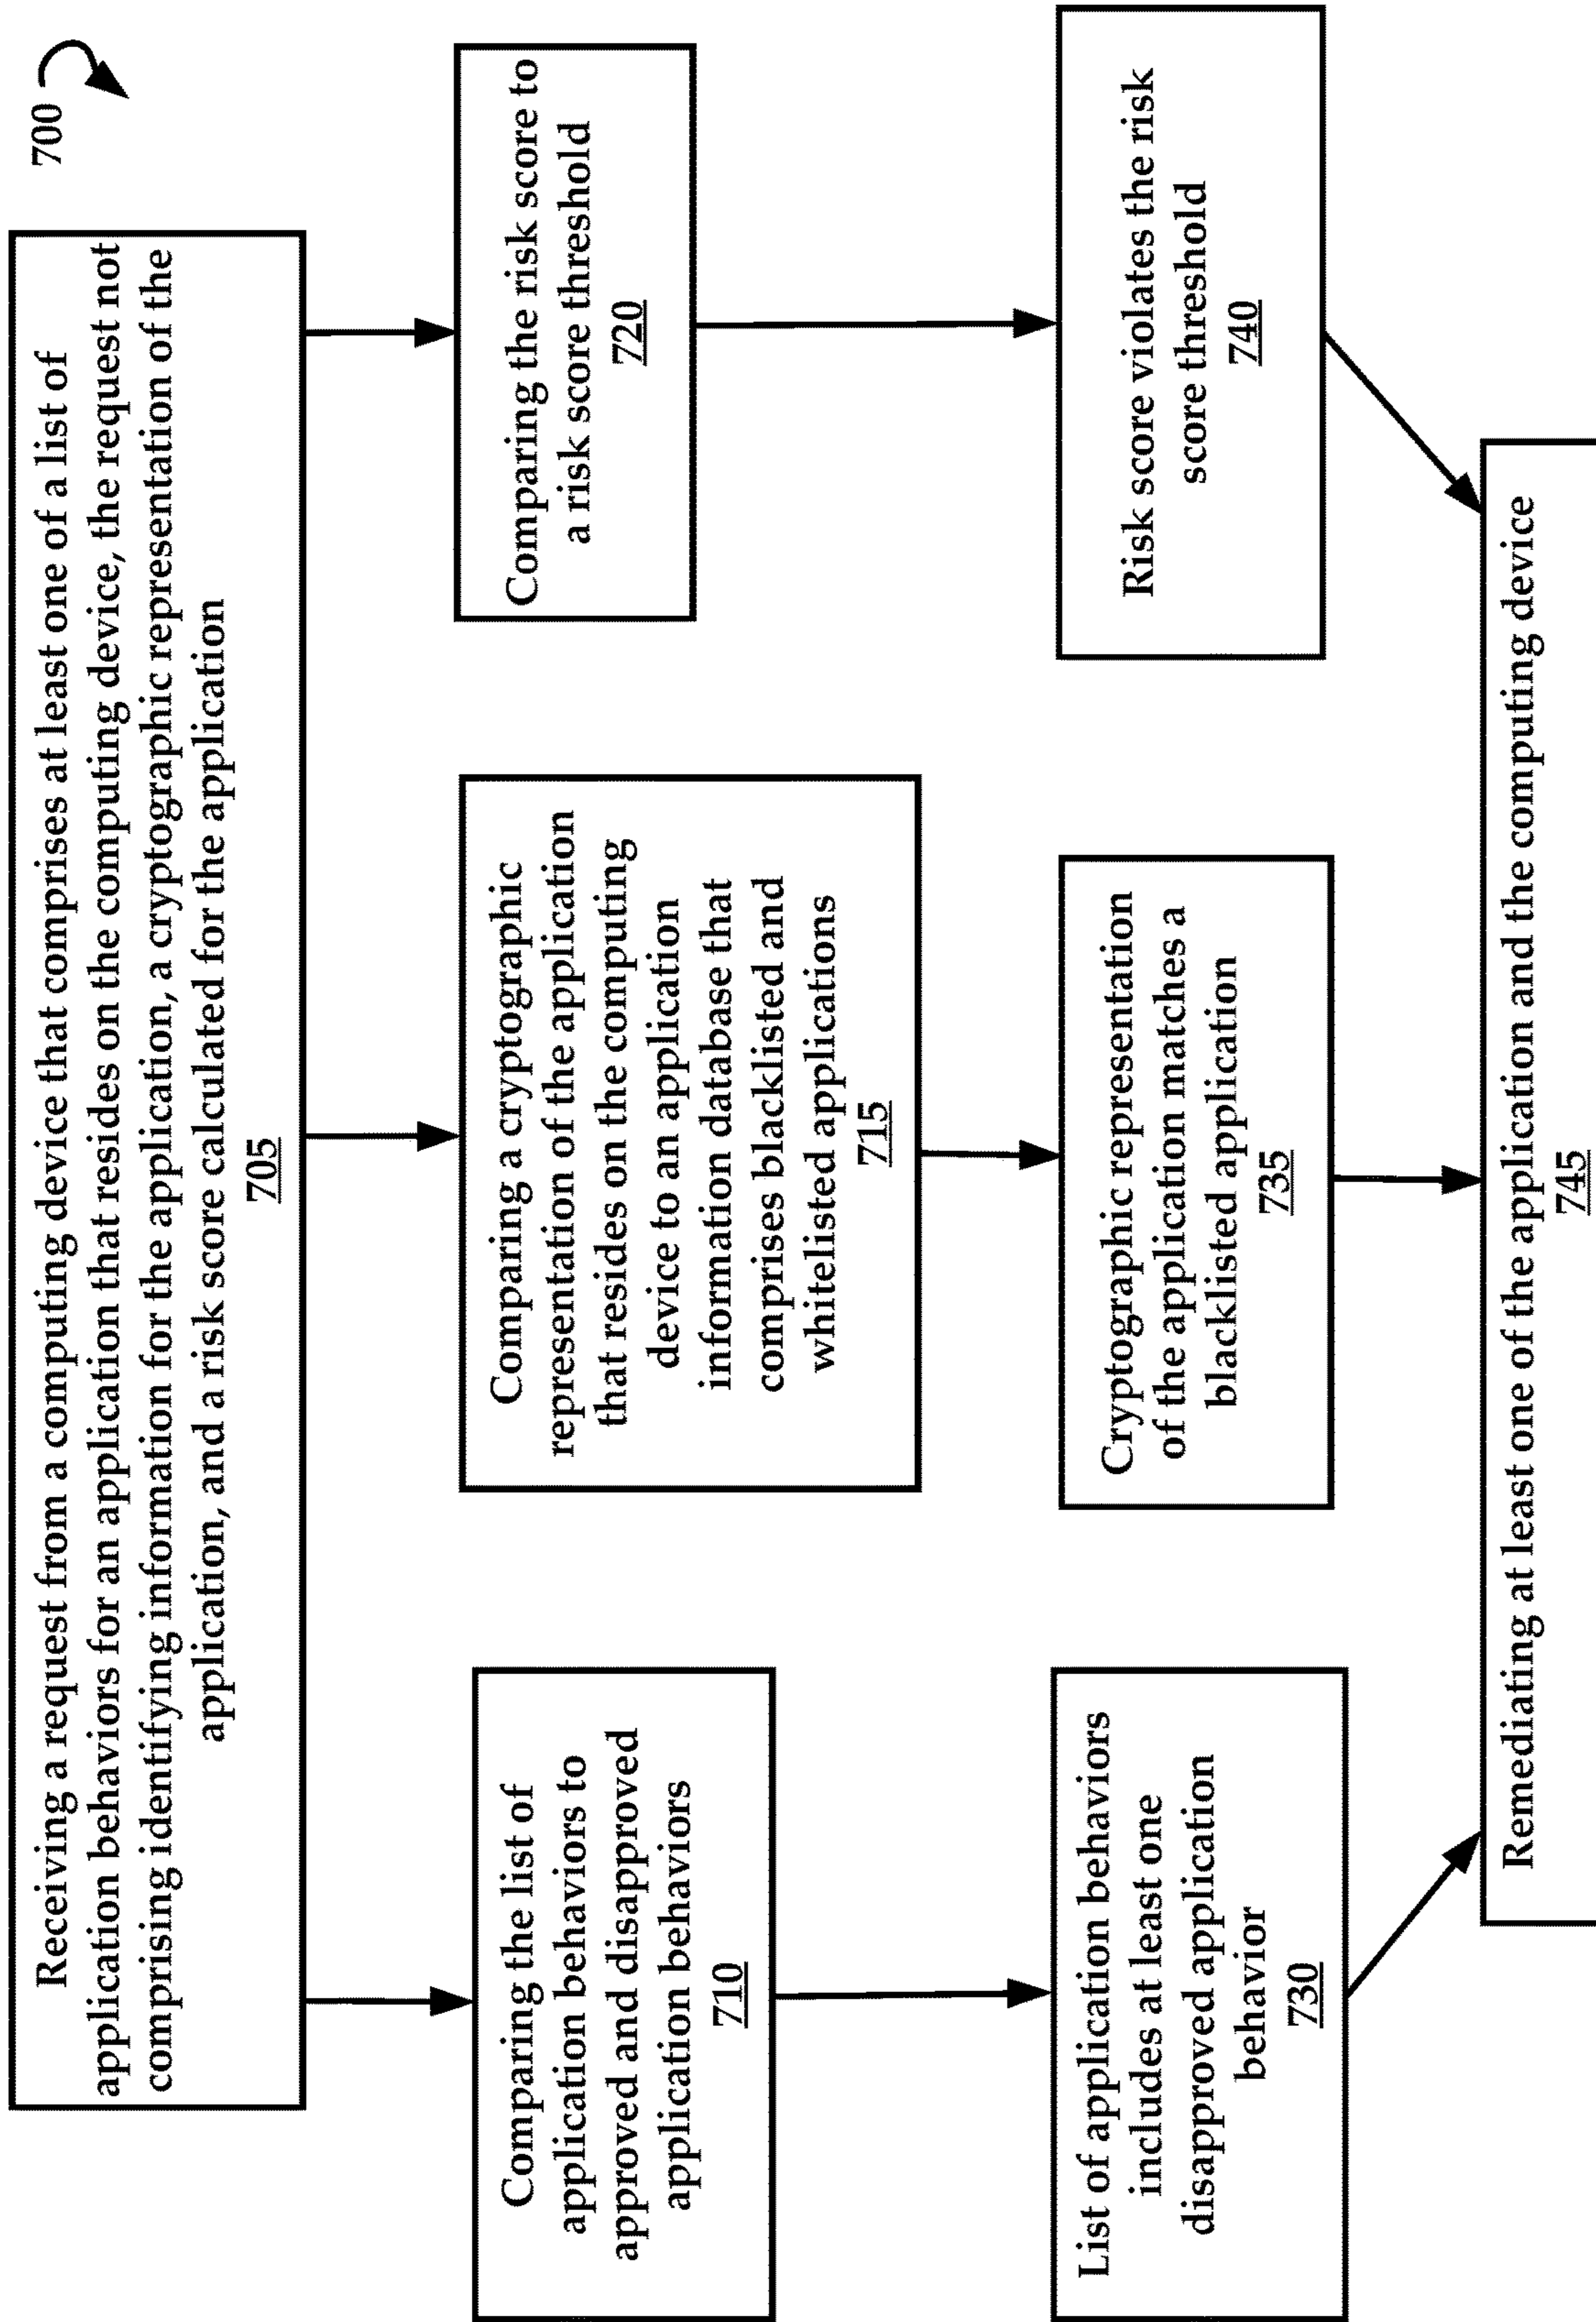 700
Receiving a request from a computing device that comprises at least one of a list of
application behaviors for an application that resides on the computing device, the request not
comprising identifying information for the application, a cryptographic representation of the
application, and a risk score calculated for the application
705
Comparing the list of
application behaviors to
approved and disapproved
application behaviors
710
Comparing a cryptographic
representation of the application
that resides on the computing
device to an application
information database that
comprises blacklisted and
whitelisted applications
715
Comparing the risk score to
a risk score threshold
720
List of application behaviors
includes at least one
disapproved application
behavior
730
Cryptographic representation
of the application matches a
blacklisted application
735
Risk score violates the risk
score threshold
740
Remediating at least one of the application and the computing device
745